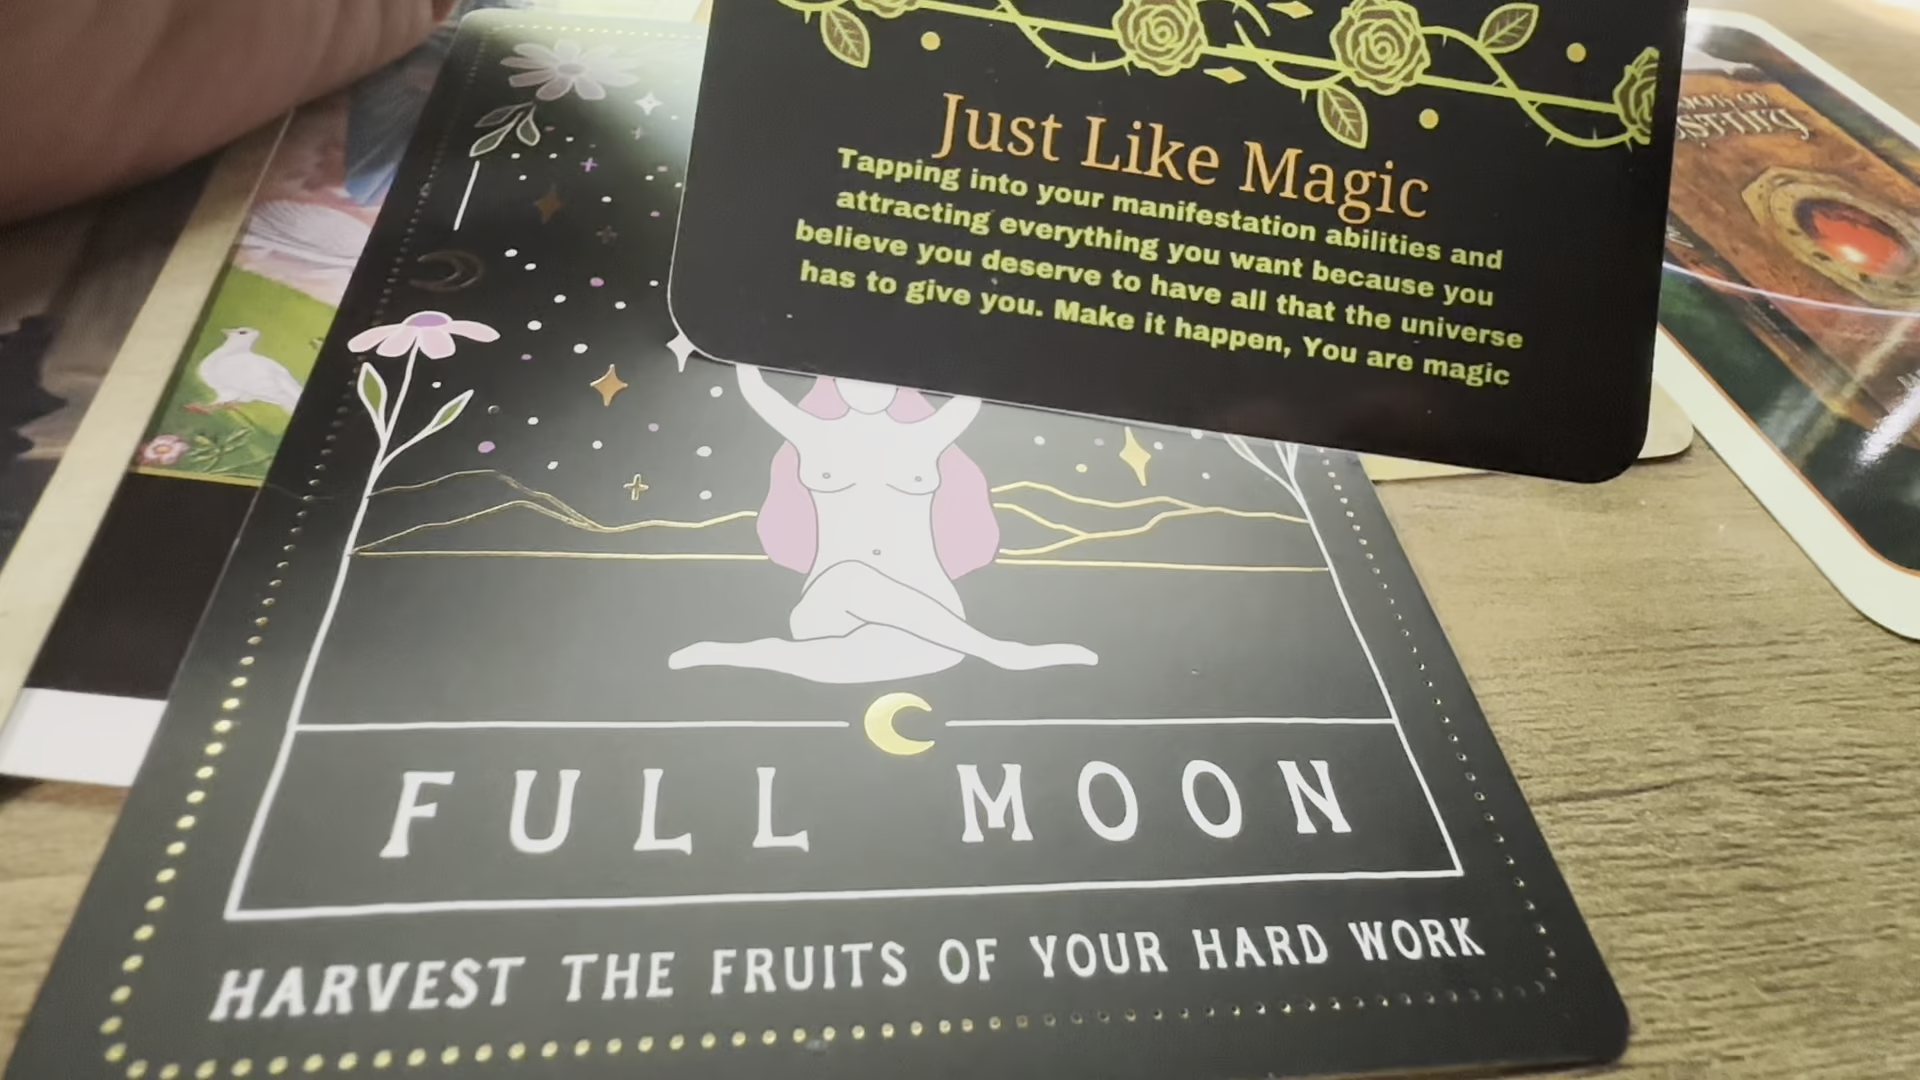 Just Like Magic
Tapping into your manifestation abilities and
attracting everything you want because you
believe you deserve to have all that the universe
has to give you. Make it happen, You are magic
FULL MOON
HARVEST THE FRUITS OF YOUR HARD WORK